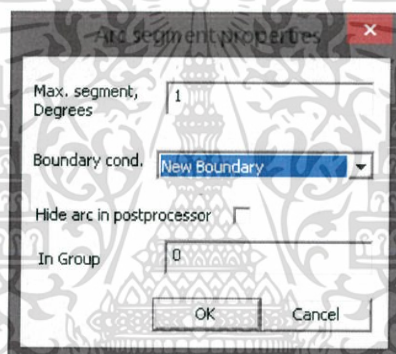 Arc segment properties
Max. segment, Degrees
1
Boundary cond.
New Boundary
Hide arc in postprocessor
In Group
0
OK
Cancel